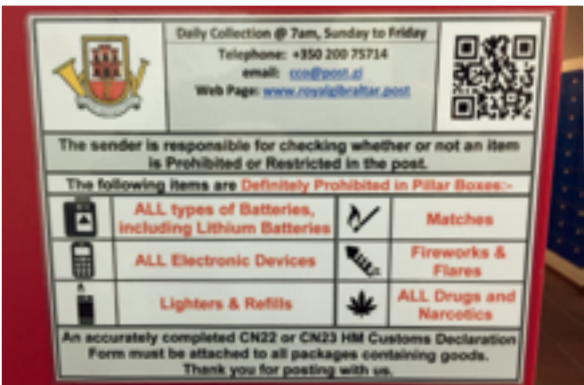 Daily Collection @ 7am, Sunday to Friday
Telephone: +350 200 75714
email: cco@post.gi
Web Page: www.royalgibraltar.post
The sender is responsible for checking whether or not an item
is Prohibited or Restricted in the post.
The following items are Definitely Prohibited in Pillar Boxes:-
ALL types of Batteries,
including Lithium Batteries
Matches
ALL Electronic Devices
Fireworks &
Flares
Lighters & Refills
ALL Drugs and
Narcotics
An accurately completed CN22 or CN23 HM Customs Declaration
Form must be attached to all packages containing goods.
Thank you for posting with us.